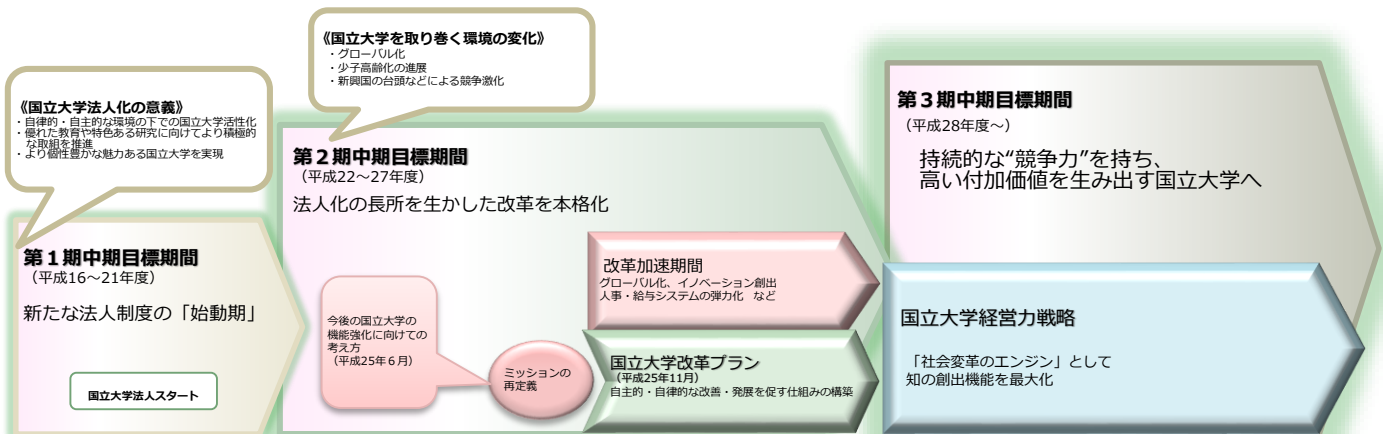 《国立大学法人化の意義》
・自律的・自主的な環境の下での国立大学活性化
・優れた教育や特色ある研究に向けてより積極的
な取組を推進
・より個性豊かな魅力ある国立大学を実現
《国立大学を取り巻く環境の変化》
・グローバル化
・少子高齢化の進展
・新興国の台頭などによる競争激化
第１期中期目標期間
（平成16～21年度）
新たな法人制度の「始動期」
国立大学法人スタート
第２期中期目標期間
（平成22～27年度）
法人化の長所を生かした改革を本格化
今後の国立大学の
機能強化に向けての
考え方
（平成25年６月）
ミッションの
再定義
改革加速期間
グローバル化、イノベーション創出
人事・給与システムの弾力化　など
国立大学改革プラン
（平成25年11月）
自主的・自律的な改善・発展を促す仕組みの構築
第３期中期目標期間
（平成28年度～）
持続的な“競争力”を持ち、
高い付加価値を生み出す国立大学へ
国立大学経営力戦略
「社会変革のエンジン」として
知の創出機能を最大化